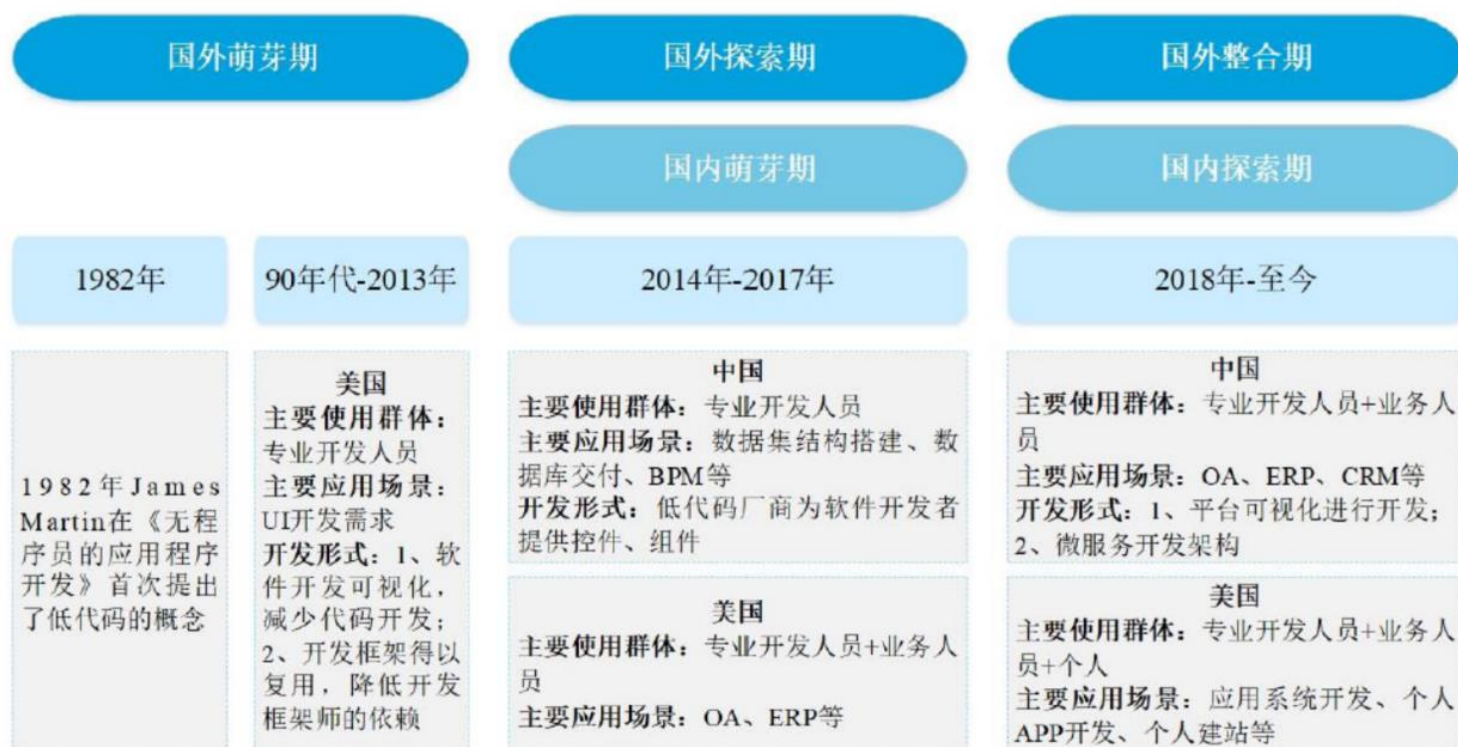 国外萌芽期
国外探索期
国外整合期
国内萌芽期
国内探索期
1982年
90年代-2013年
2014年-2017年
2018年-至今
1982年James
Martin在《无程
序员的应用程序
开发》首次提出
了低代码的概念
美国
主要使用群体：
专业开发人员
主要应用场景：
UI开发需求
开发形式：1、软
件开发可视化，
减少代码开发；
2、开发框架得以
复用，降低开发
框架师的依赖
中国
主要使用群体：专业开发人员
主要应用场景：数据集结构搭建、数
据库交付、BPM等
开发形式：低代码厂商为软件开发者
提供控件、组件
美国
主要使用群体：专业开发人员+业务人
员
主要应用场景：OA、ERP等
中国
主要使用群体：专业开发人员+业务人
员
主要应用场景：OA、ERP、CRM等
开发形式：1、平台可视化进行开发；
2、微服务开发架构
美国
主要使用群体：专业开发人员+业务人
员+个人
主要应用场景：应用系统开发、个人
APP开发、个人建站等